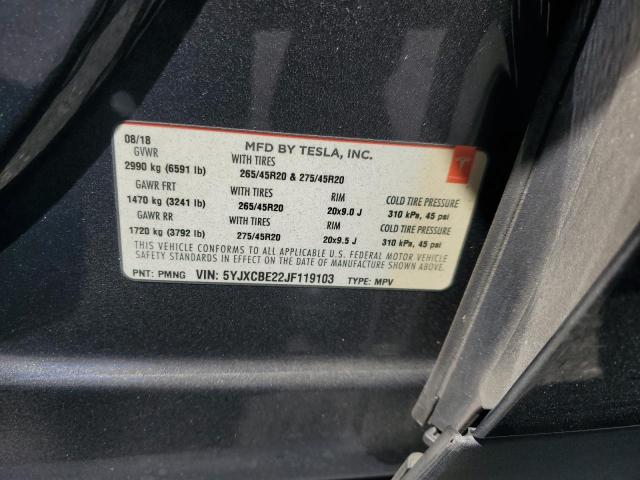 MFD BY TESLA, INC.
08/18
GVWR WITH TIRES
2990 kg (6591 lb) 265/45R20 & 275/45R20
GAWR FRT WITH TIRES RIM COLD TIRE PRESSURE
1470 kg (3241 lb) 265/45R20 20x9.0 J 310 kPa, 45 psi
GAWR RR WITH TIRES RIM COLD TIRE PRESSURE
1720 kg (3792 lb) 275/45R20 20x9.5 J 310 kPa, 45 psi
THIS VEHICLE CONFORMS TO ALL APPLICABLE U.S. FEDERAL MOTOR VEHICLE
SAFETY STANDARDS IN EFFECT ON THE DATE OF MANUFACTURE SHOWN ABOVE.
PNT: PMNG VIN: 5YJXCBE22JF119103 TYPE: MPV